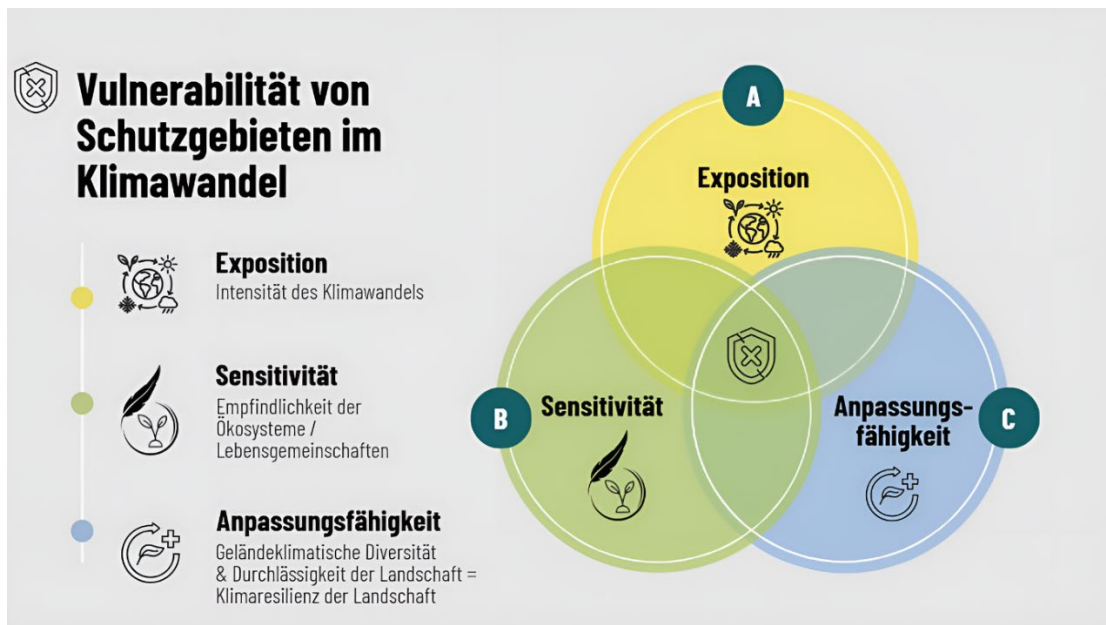 Vulnerabilität von
Schutzgebieten im
Klimawandel
Exposition
Intensität des Klimawandels
Sensitivität
Empfindlichkeit der
Ökosysteme /
Lebensgemeinschaften
Anpassungsfähigkeit
Geländeklimatische Diversität
& Durchlässigkeit der Landschaft =
Klimaresilienz der Landschaft
A
Exposition
B
Sensitivität
Anpassungs-
fähigkeit
C